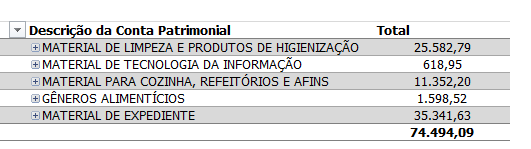 Descrição da Conta Patrimonial Total
MATERIAL DE LIMPEZA E PRODUTOS DE HIGIENIZAÇÃO 25.582,79
MATERIAL DE TECNOLOGIA DA INFORMAÇÃO 618,95
MATERIAL PARA COZINHA, REFEITÓRIOS E AFINS 11.352,20
GÊNEROS ALIMENTÍCIOS 1.598,52
MATERIAL DE EXPEDIENTE 35.341,63
74.494,09